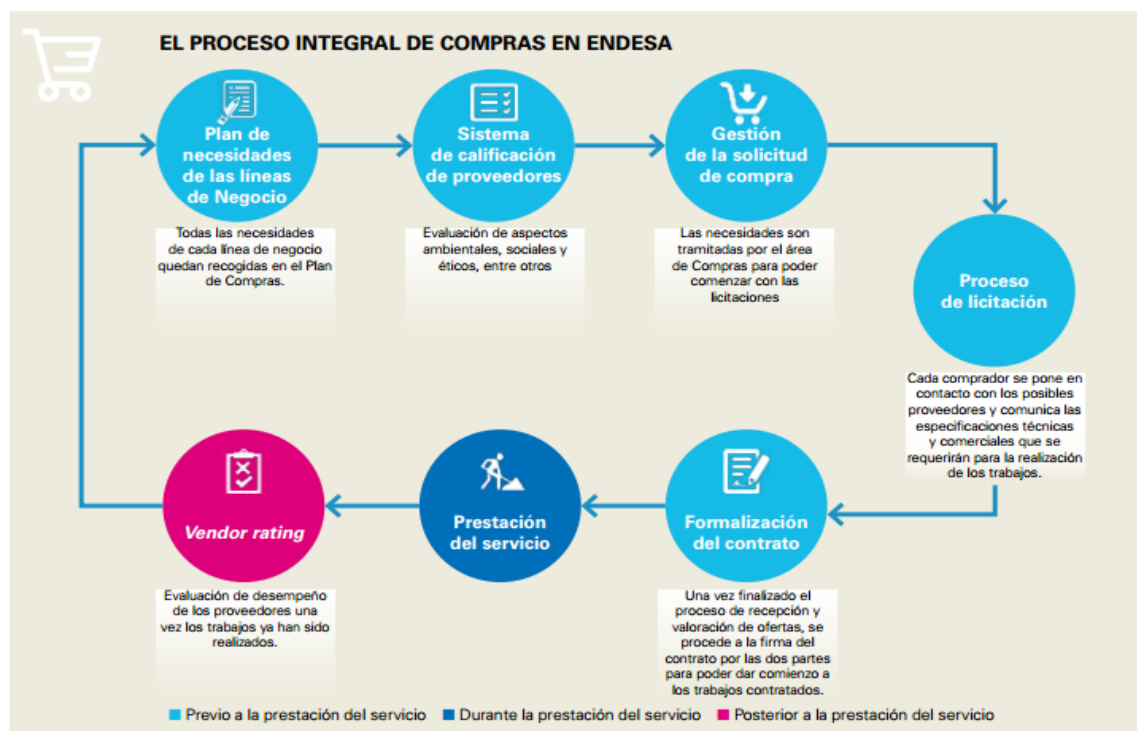 EL PROCESO INTEGRAL DE COMPRAS EN ENDESA
Plan de
necesidades
de las líneas
de Negocio
Todas las necesidades
de cada línea de negocio
quedan recogidas en el Plan
de Compras.
Sistema
de calificación
de proveedores
Evaluación de aspectos
ambientales, sociales y
éticos, entre otros
Gestión
de la solicitud
de compra
Las necesidades son
tramitadas por el área
de Compras para poder
comenzar con las
licitaciones
Proceso
de licitación
Cada comprador se pone en
contacto con los posibles
proveedores y comunica las
especificaciones técnicas
y comerciales que se
requerirán para la realización
de los trabajos.
Formalización
del contrato
Una vez finalizado el
proceso de recepción y
valoración de ofertas, se
procede a la firma del
contrato por las dos partes
para poder dar comienzo a
los trabajos contratados.
Prestación
del servicio
Vendor rating
Evaluación de desempeño
de los proveedores una
vez los trabajos ya han sido
realizados.
Previo a la prestación del servicio
Durante la prestación del servicio
Posterior a la prestación del servicio